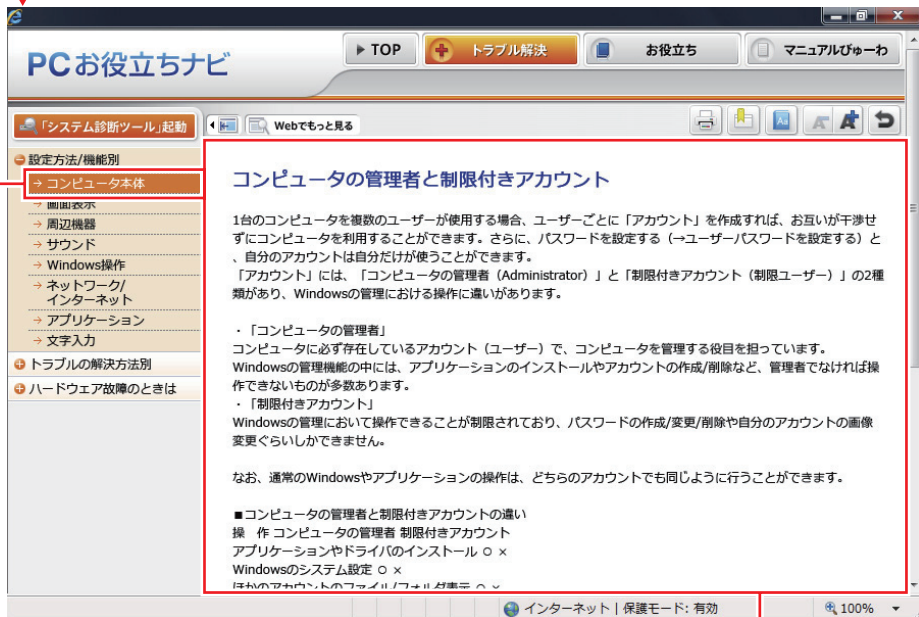 PCお役立ちナビ
TOP
トラブル解決
お役立ち
マニュアルびゅーわ
「システム診断ツール」起動
Webでもっと見る
設定方法/機能別
→ コンピュータ本体
→ 画面表示
→ 周辺機器
→ サウンド
→ Windows操作
→ ネットワーク/
インターネット
→ アプリケーション
→ 文字入力
トラブルの解決方法別
ハードウェア故障のときは
コンピュータの管理者と制限付きアカウント
1台のコンピュータを複数のユーザーが使用する場合、ユーザーごとに「アカウント」を作成すれば、お互いが干渉せ
ずにコンピュータを利用することができます。さらに、パスワードを設定する（→ユーザーパスワードを設定する）と
、自分のアカウントは自分だけが使用できます。
「アカウント」には、「コンピュータの管理者（Administrator）」と「制限付きアカウント（制限ユーザー）」の2種
類があり、Windowsの管理における操作に違いがあります。
・「コンピュータの管理者」
コンピュータに必ず存在しているアカウント（ユーザー）で、コンピュータを管理する役目を担っています。
Windowsの管理機能の中には、アプリケーションのインストールやアカウントの作成/削除など、管理者でなければ操
作できないものが多数あります。
・「制限付きアカウント」
Windowsの管理において操作できることが制限されており、パスワードの作成/変更/削除や自分のアカウントの画像
変更ぐらいしかできません。
なお、通常のWindowsやアプリケーションの操作は、どちらのアカウントでも同じように行うことができます。
■コンピュータの管理者と制限付きアカウントの違い
操　作 コンピュータの管理者 制限付きアカウント
アプリケーションやドライバのインストール ○ ×
Windowsのシステム設定 ○ ×
ほかのアカウントのファイル/フォルダ表示 ○ ×
インターネット | 保護モード: 有効
100%